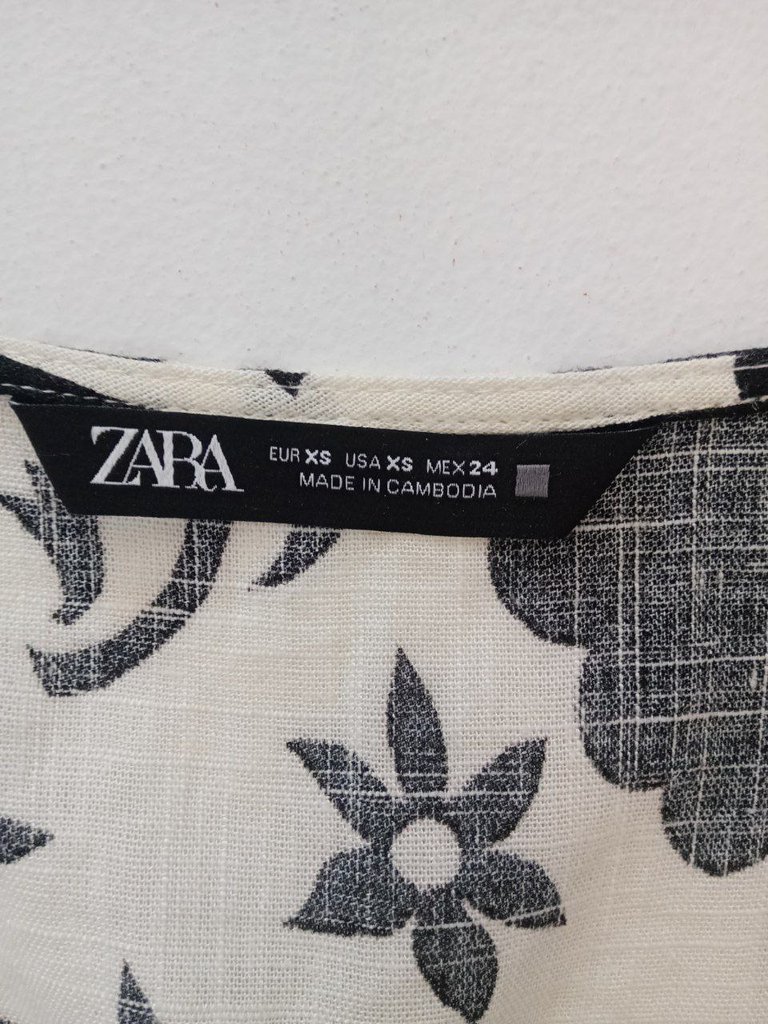 ZARA
EUR XS USA XS MEX 24
MADE IN CAMBODIA